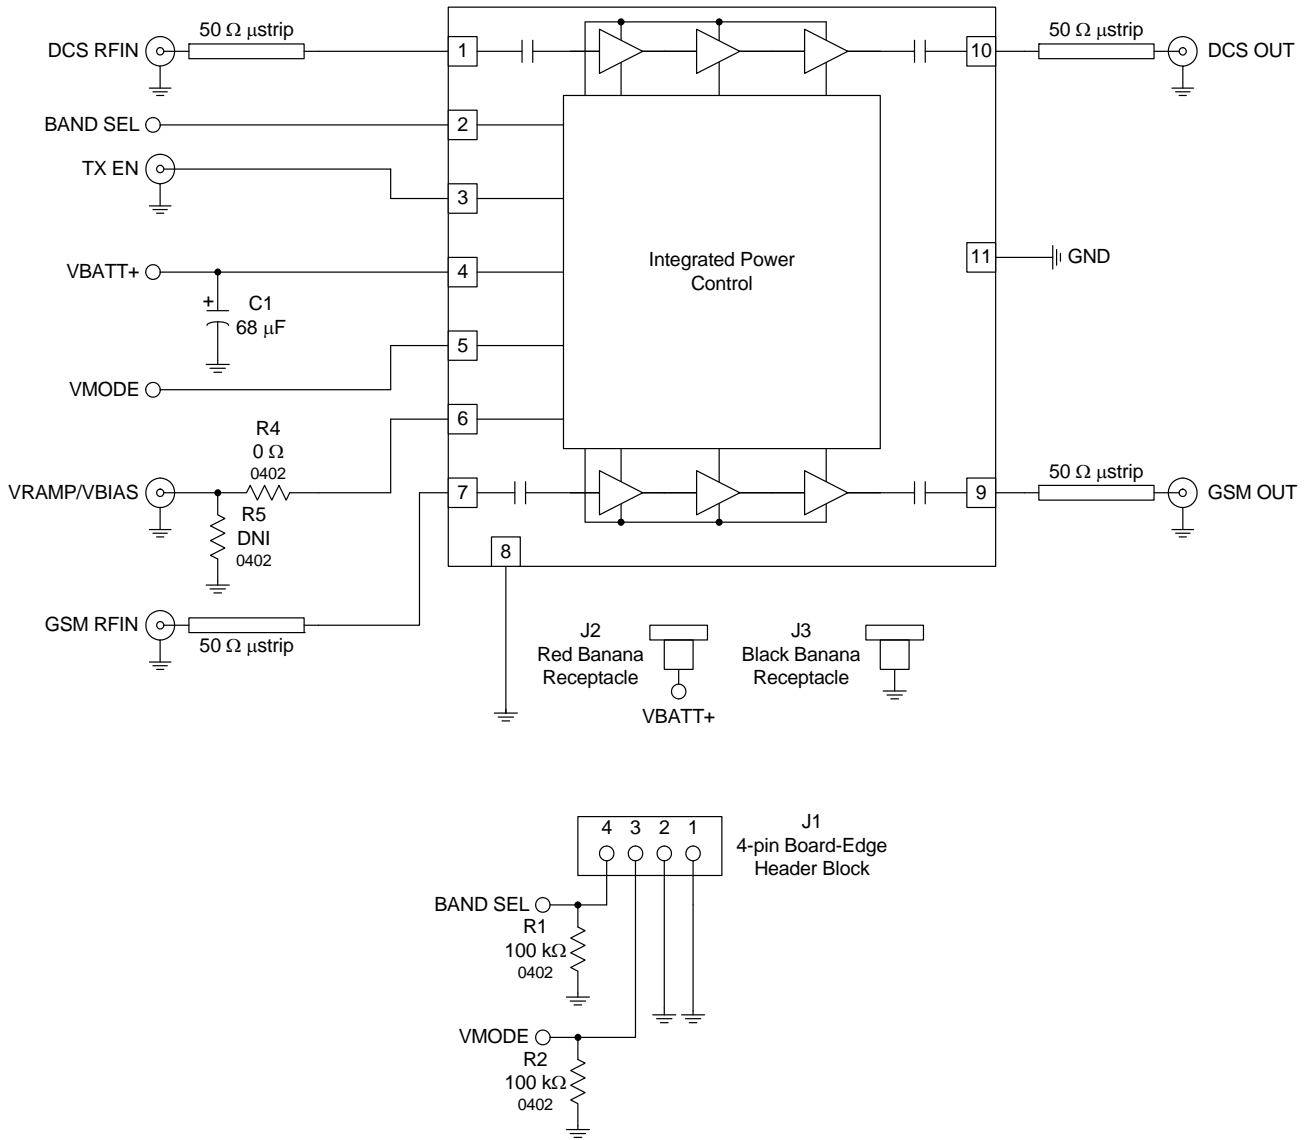 50 Ω μstrip
50 Ω μstrip
DCS RFIN
1
10
DCS OUT
BAND SEL
2
TX EN
3
VBATT+
4
C1
+
68 μF
Integrated Power
Control
11
GND
5
VMODE
6
R4
0 Ω
0402
VRAMP/VBIAS
7
R5
DNI
0402
50 Ω μstrip
9
GSM OUT
8
GSM RFIN
50 Ω μstrip
J2
Red Banana
Receptacle
VBATT+
J3
Black Banana
Receptacle
4 3 2 1
J1
4-pin Board-Edge
Header Block
BAND SEL
R1
100 kΩ
0402
VMODE
R2
100 kΩ
0402